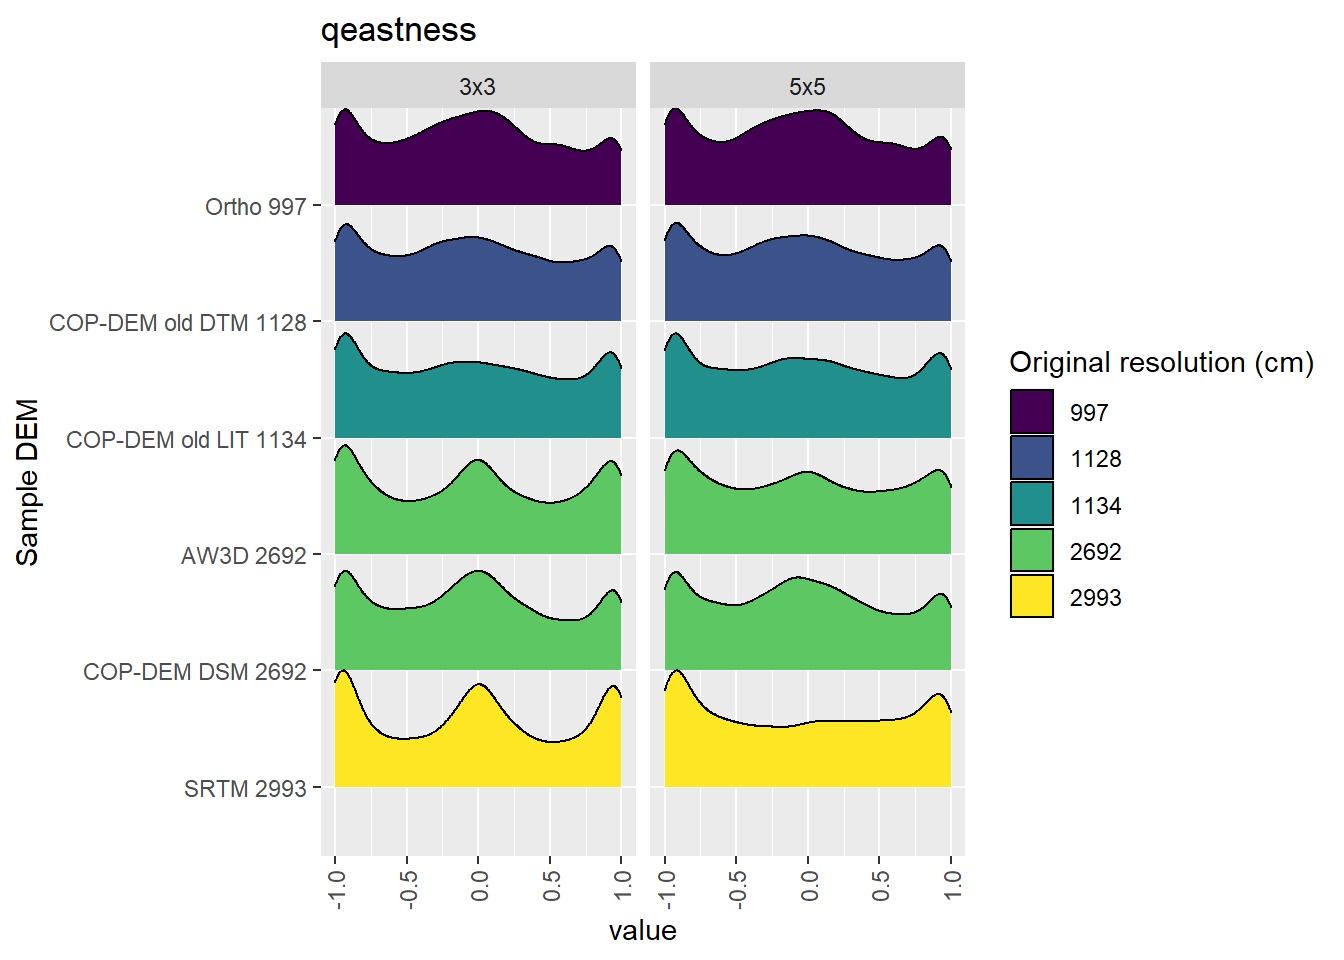 qeastness
3x3
5x5
Ortho 997
COP-DEM old DTM 1128
COP-DEM old LIT 1134
AW3D 2692
COP-DEM DSM 2692
SRTM 2993
Sample DEM
-1.0
-0.5
0.0
0.5
1.0
-1.0
-0.5
0.0
0.5
1.0
value
Original resolution (cm)
997
1128
1134
2692
2993